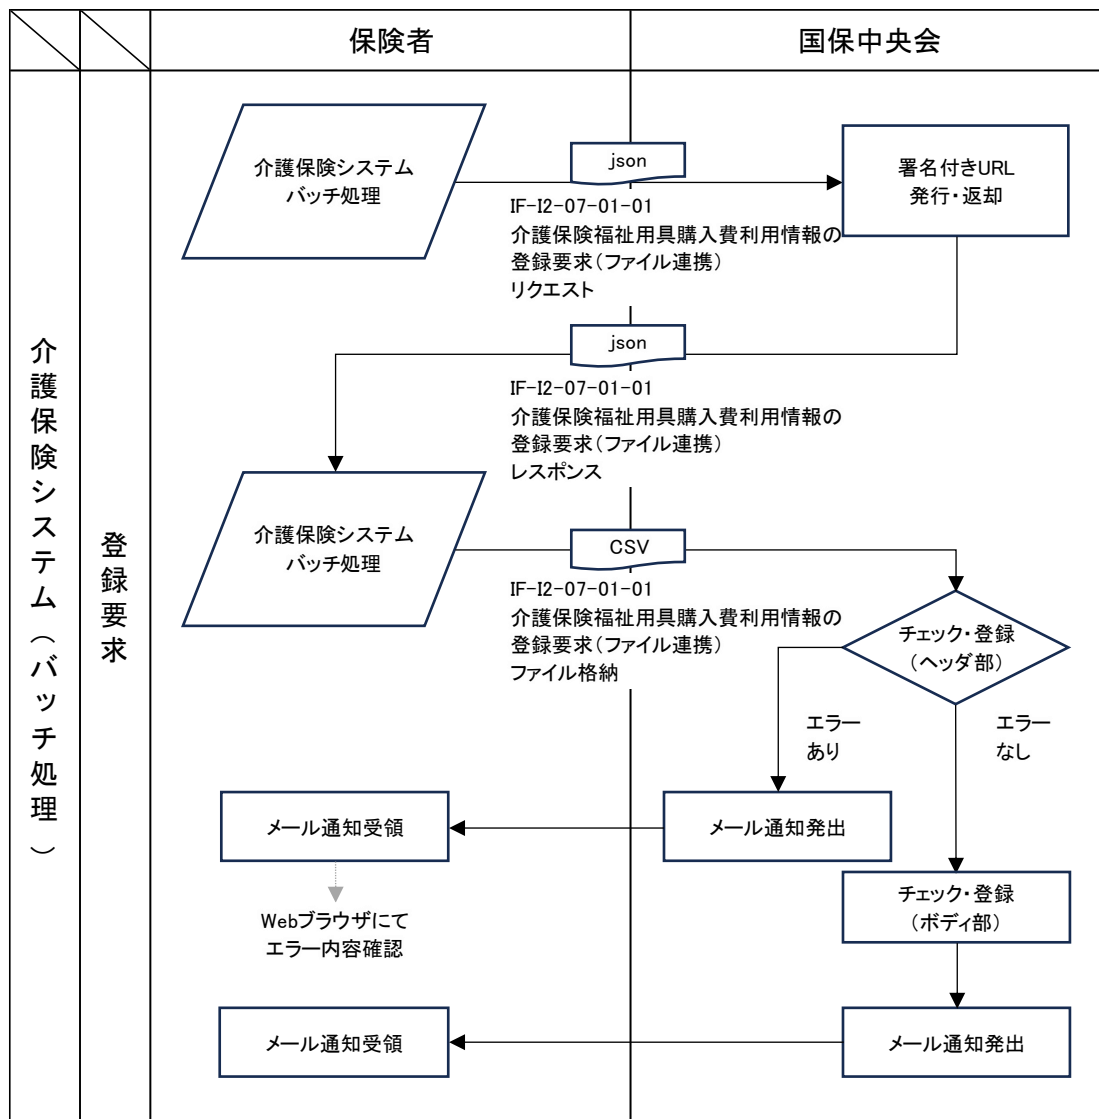 保険者
国保中央会
介護保険システム（バッチ処理）
登録要求
介護保険システム
バッチ処理
json
署名付きURL
発行・返却
IF-I2-07-01-01
介護保険福祉用具購入費利用情報の
登録要求（ファイル連携）
リクエスト
json
IF-I2-07-01-01
介護保険福祉用具購入費利用情報の
登録要求（ファイル連携）
レスポンス
介護保険システム
バッチ処理
CSV
IF-I2-07-01-01
介護保険福祉用具購入費利用情報の
登録要求（ファイル連携）
ファイル格納
チェック・登録
（ヘッダ部）
エラー
あり
エラー
なし
メール通知受領
メール通知発出
Webブラウザにて
エラー内容確認
チェック・登録
（ボディ部）
メール通知受領
メール通知発出